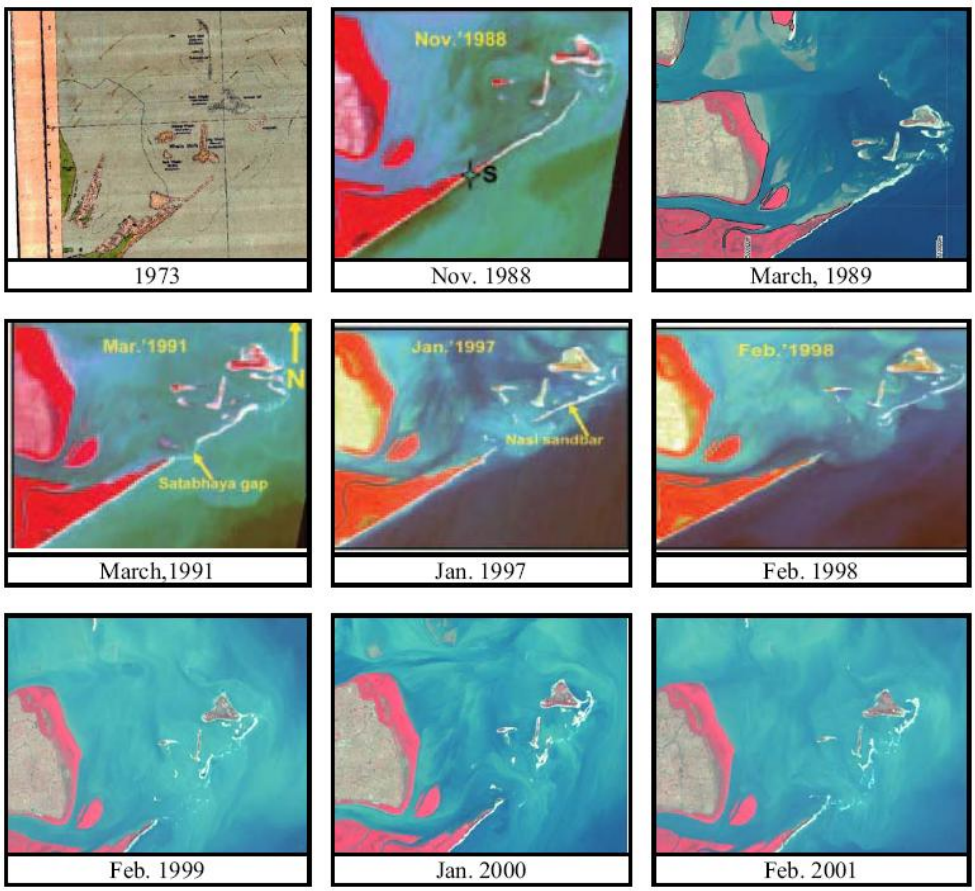 1973
Nov.'1988
S
Nov. 1988
March, 1989
Mar.'1991
N
Satabhaya gap
March,1991
Jan.'1997
Nasi sandbar
Jan. 1997
Feb.'1998
Feb. 1998
Feb. 1999
Jan. 2000
Feb. 2001